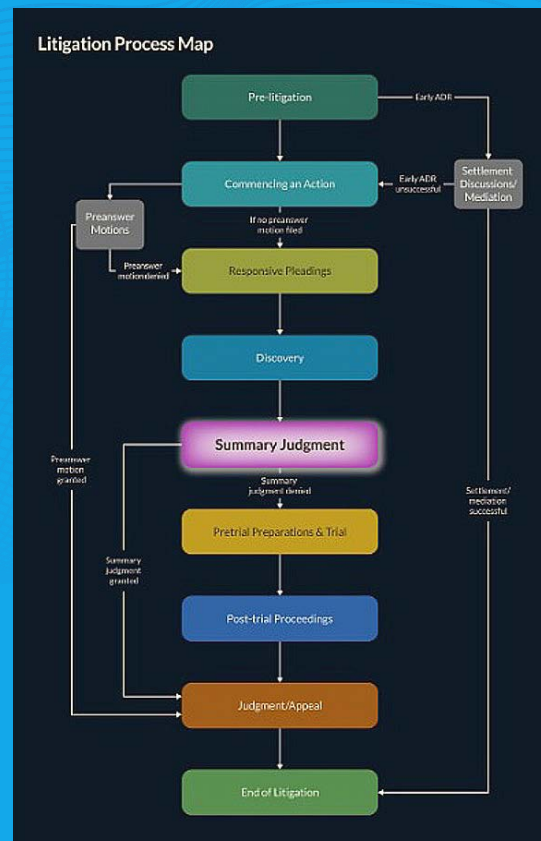 Litigation Process Map
Pre-litigation
Early ADR
Commencing an Action
Early ADR
unsuccessful
Settlement
Discussions/
Mediation
Preanswer
Motions
If no preanswer
motion filed
Preanswer
motion denied
Responsive Pleadings
Discovery
Summary Judgment
Preanswer
motion
granted
Summary
judgment denied
Settlement/
mediation
successful
Pretrial Preparations & Trial
Summary
judgment
granted
Post-trial Proceedings
Judgment/Appeal
End of Litigation